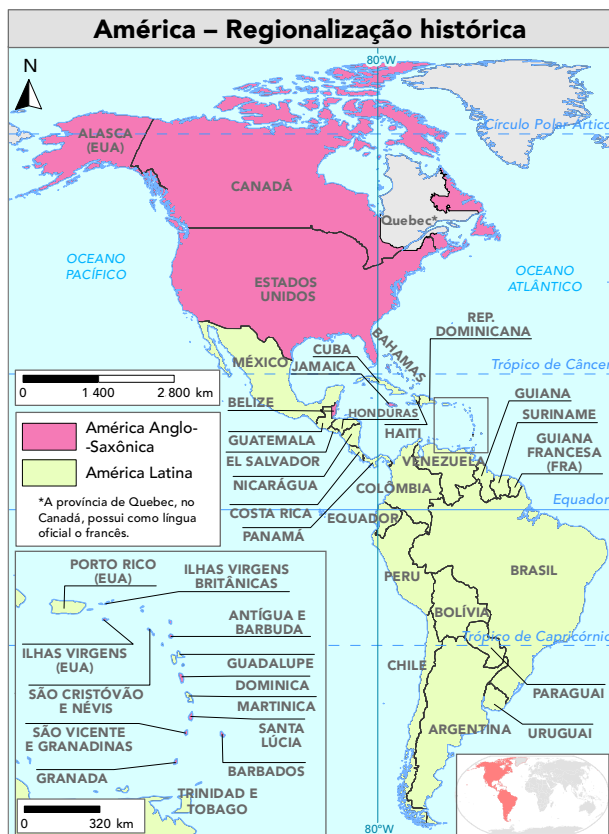 América – Regionalização histórica
80°W
N
Círculo Polar Ártico
ALASCA
(EUA)
CANADÁ
Quebec*
OCEANO
PACÍFICO
ESTADOS
UNIDOS
OCEANO
ATLÂNTICO
REP.
DOMINICANA
BAHAMAS
CUBA
JAMAICA
MÉXICO
Trópico de Câncer
0 1 400 2 800 km
BELIZE
HONDURAS
HAITI
GUIANA
SURINAME
GUIANA
FRANCESA
(FRA)
GUATEMALA
EL SALVADOR
NICARÁGUA
VENEZUELA
COLÔMBIA
COSTA RICA
EQUADOR
Equador
PANAMÁ
América Anglo-
-Saxônica
América Latina
*A província de Quebec, no
Canadá, possui como língua
oficial o francês.
PERU
BRASIL
BOLÍVIA
Trópico de Capricórnio
CHILE
PARAGUAI
ARGENTINA
URUGUAI
PORTO RICO
(EUA)
ILHAS VIRGENS
BRITÂNICAS
ANTÍGUA E
BARBUDA
ILHAS VIRGENS
(EUA)
GUADALUPE
DOMINICA
SÃO CRISTÓVÃO
E NÉVIS
MARTINICA
SÃO VICENTE
E GRANADINAS
SANTA
LÚCIA
GRANADA
BARBADOS
TRINIDAD E
TOBAGO
0 320 km
80°W